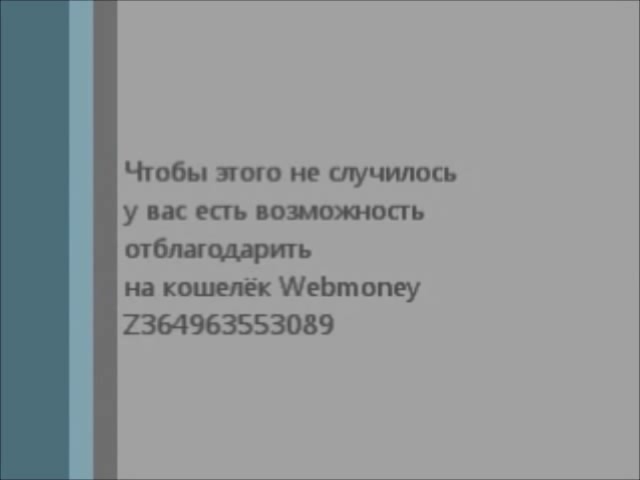 Чтобы этого не случилось
у вас есть возможность
отблагодарить
на кошелёк Webmoney
Z364963553089